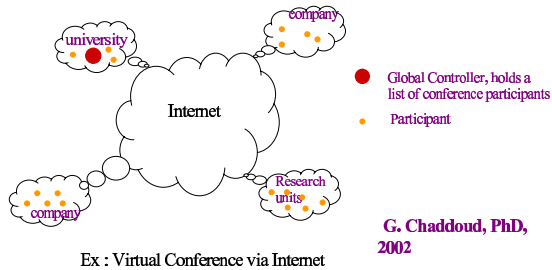 company
university
Internet
Global Controller, holds a
list of conference participants
Participant
Research
units
company
G. Chaddoud, PhD,
2002
Ex : Virtual Conference via Internet